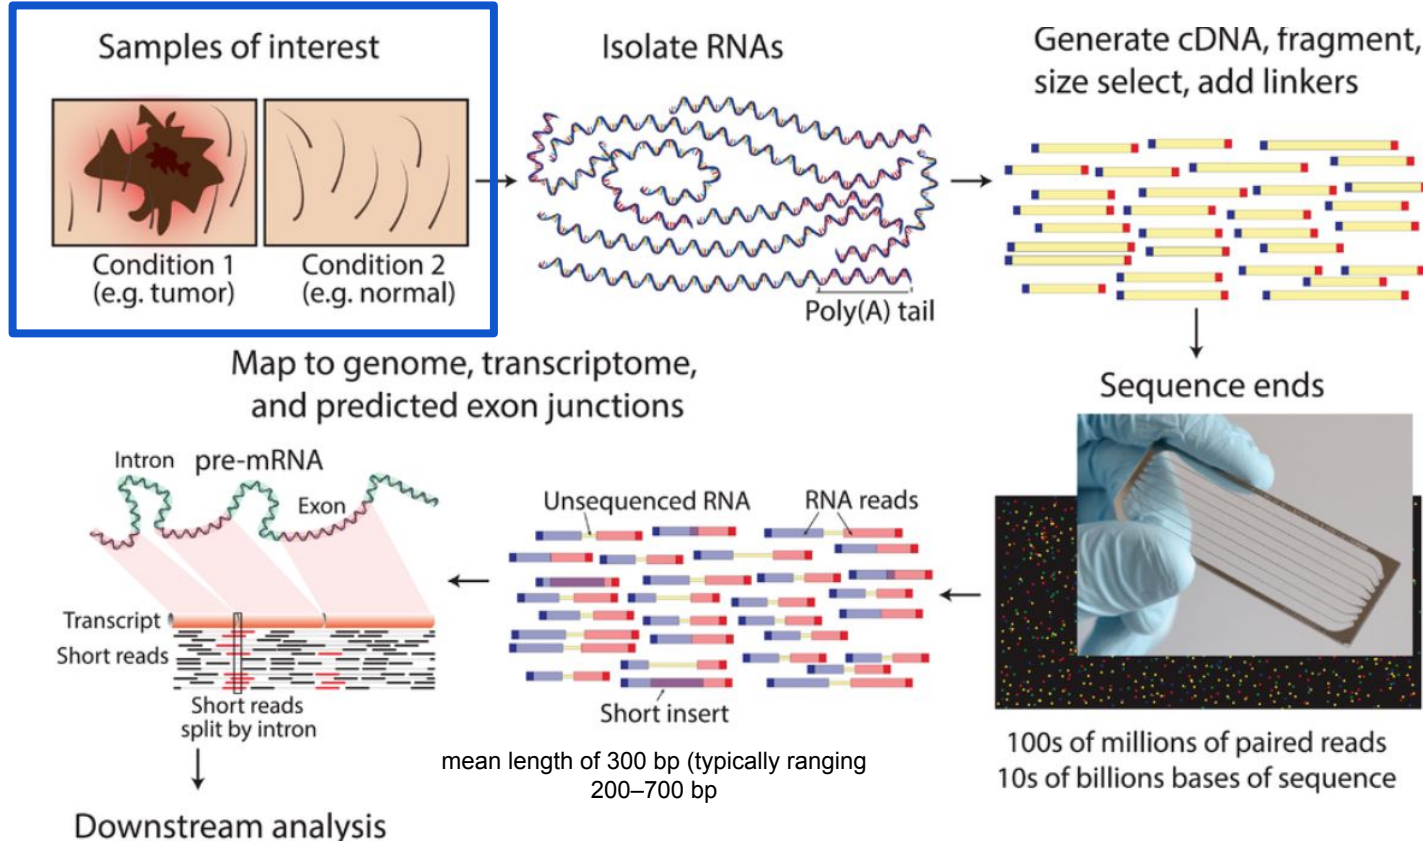 Samples of interest
Condition 1
(e.g. tumor)
Condition 2
(e.g. normal)
Isolate RNAs
Poly(A) tail
Generate cDNA, fragment,
size select, add linkers
Sequence ends
100s of millions of paired reads
10s of billions bases of sequence
Unsequenced RNA
RNA reads
Short insert
mean length of 300 bp (typically ranging
200–700 bp
Map to genome, transcriptome,
and predicted exon junctions
Intron
pre-mRNA
Exon
Transcript
Short reads
Short reads
split by intron
Downstream analysis